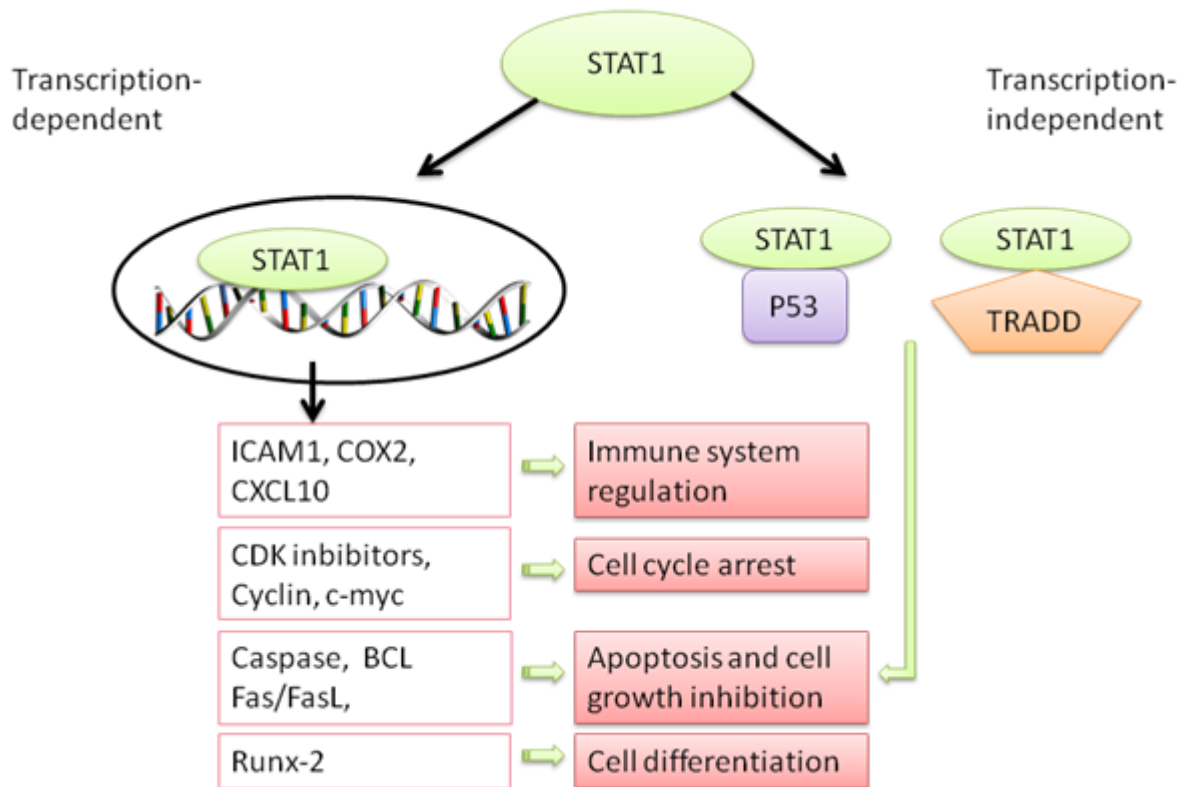 STAT1
Transcription-
dependent
Transcription-
independent
STAT1
STAT1
STAT1
P53
TRADD
ICAM1, COX2,
CXCL10
Immune system
regulation
CDK inbibitors,
Cyclin, c-myc
Cell cycle arrest
Caspase, BCL
Fas/FasL,
Apoptosis and cell
growth inhibition
Runx-2
Cell differentiation